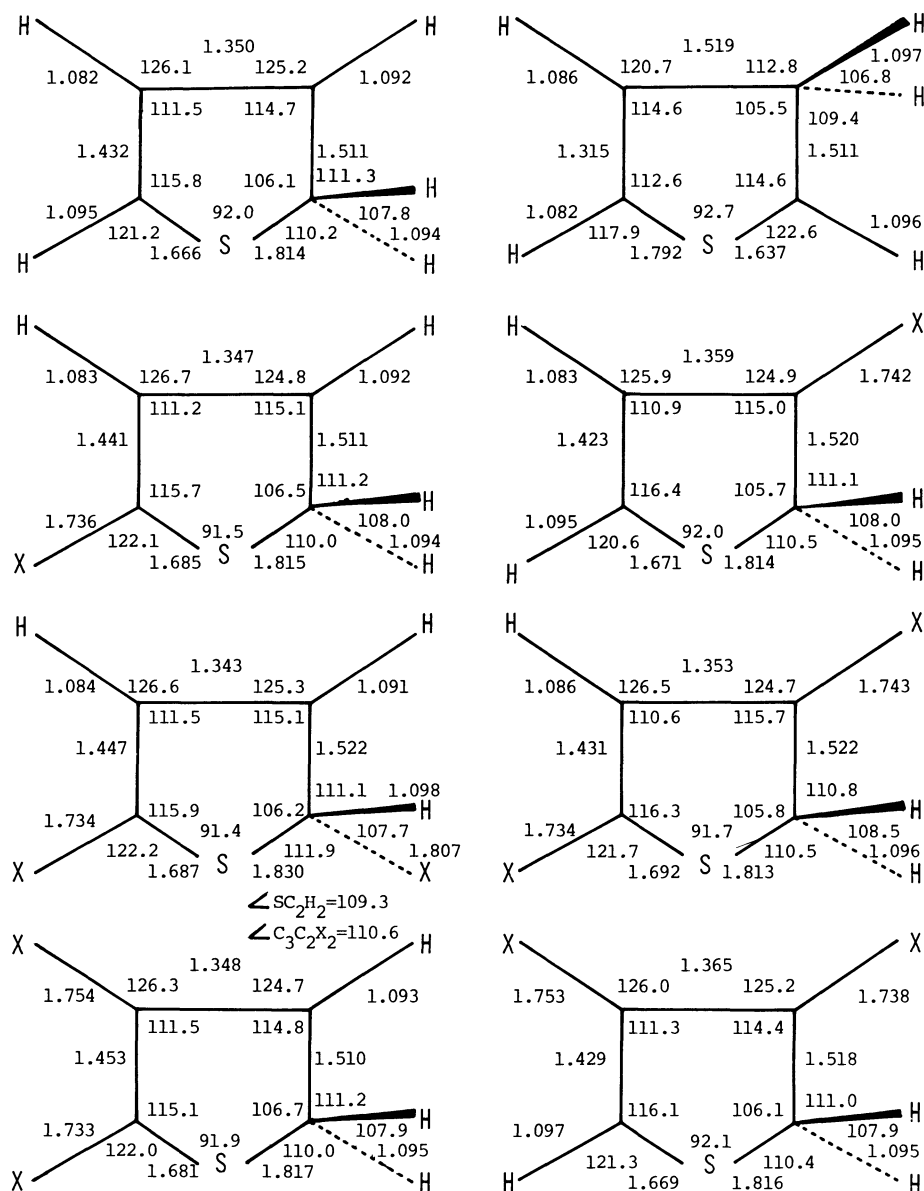 H H H
1.350 1.519 1.097
1.082 126.1 125.2 1.092 1.086 120.7 112.8 106.8
H
111.5 114.7 114.6 105.5
109.4
1.432 1.511 1.315 1.511
115.8 106.1 111.3 H 112.6 114.6
1.095 92.0 107.8 1.082 92.7 1.096
121.2 S 110.2 1.094 117.9 S 122.6
H 1.666 1.814 H H 1.792 1.637 H
H H H X
1.347 1.359
1.083 126.7 124.8 1.092 1.083 125.9 124.9 1.742
111.2 115.1 110.9 115.0
1.441 1.511 1.423 1.520
115.7 106.5 111.2 H 116.4 105.7 111.1 H
1.736 91.5 108.0 1.095 92.0 108.0
122.1 S 110.0 1.094 120.6 S 110.5 1.095
X 1.685 1.815 H H 1.671 1.814 H
H H H X
1.343 1.353
1.084 126.6 125.3 1.091 1.086 126.5 124.7 1.743
111.5 115.1 110.6 115.7
1.447 1.522 1.431 1.522
111.1 1.098 110.8
115.9 106.2 H 116.3 105.8 H
1.734 91.4 107.7 1.734 91.7 108.5
122.2 S 111.9 1.807 121.7 S 110.5 1.096
X 1.687 1.830 X X 1.692 1.813 H
∠SC2H2=109.3
∠C3C2X2=110.6
X H X X
1.348 1.365
1.754 126.3 124.7 1.093 1.753 126.0 125.2 1.738
111.5 114.8 111.3 114.4
1.453 1.510 1.429 1.518
115.1 106.7 111.2 H 116.1 106.1 111.0 H
1.733 91.9 107.9 1.097 92.1 107.9
122.0 S 110.0 1.095 121.3 S 110.4 1.095
X 1.681 1.817 H H 1.669 1.816 H